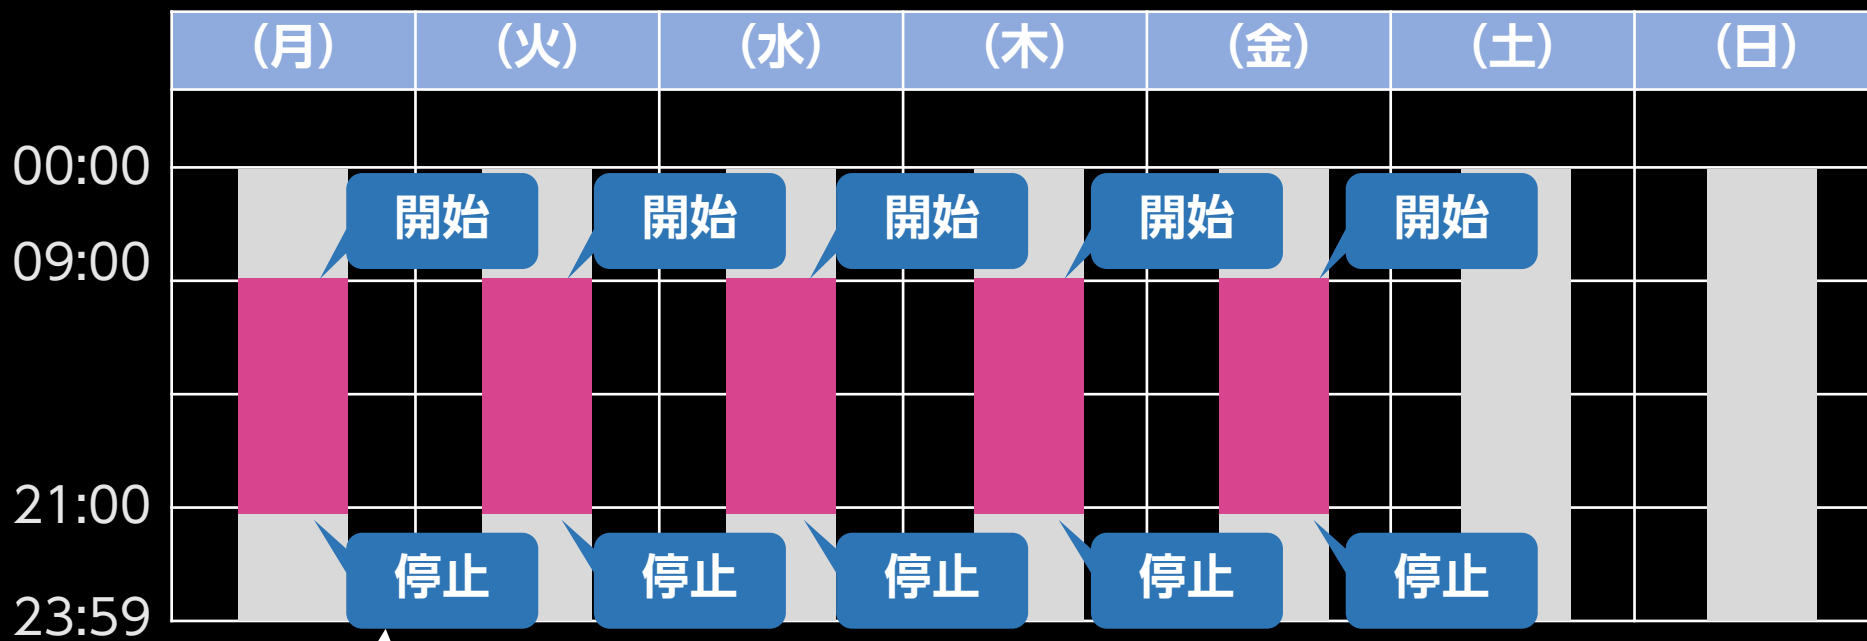 (月) (火) (水) (木) (金) (土) (日)
00:00
開始 開始 開始 開始 開始
09:00
21:00
停止 停止 停止 停止 停止
23:59